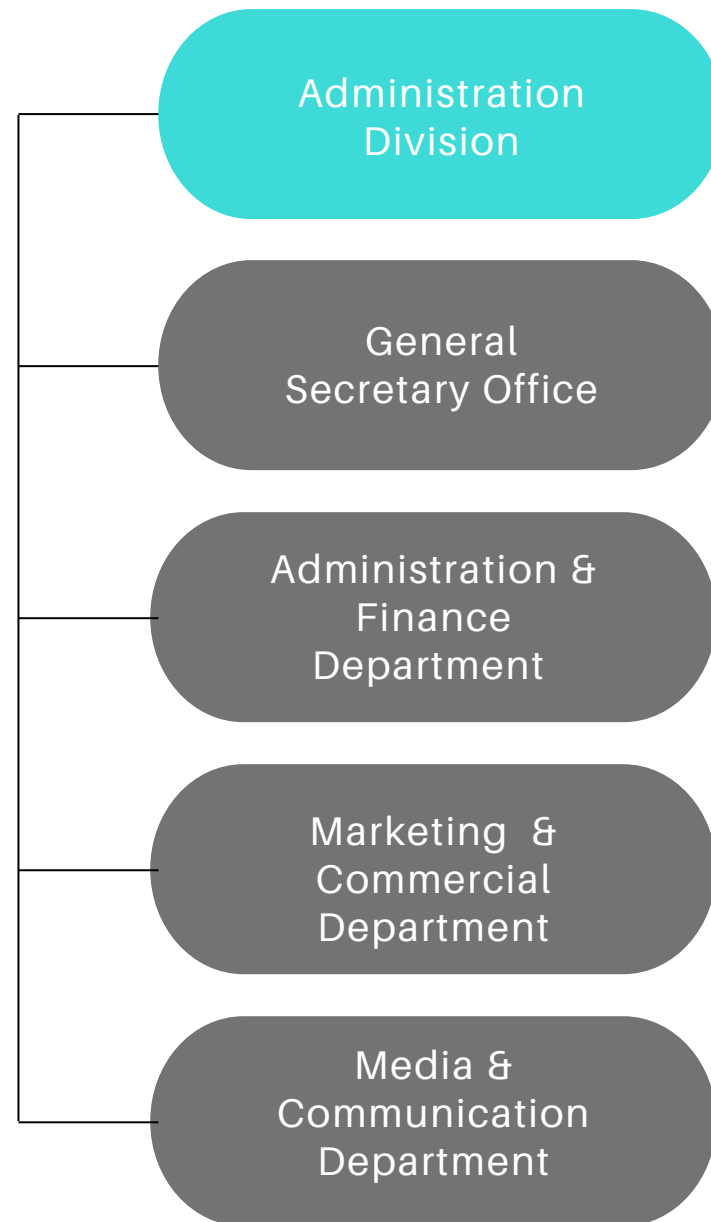 Administration
Division
General
Secretary Office
Administration &
Finance
Department
Marketing  &
Commercial
Department
Media &
Communication
Department